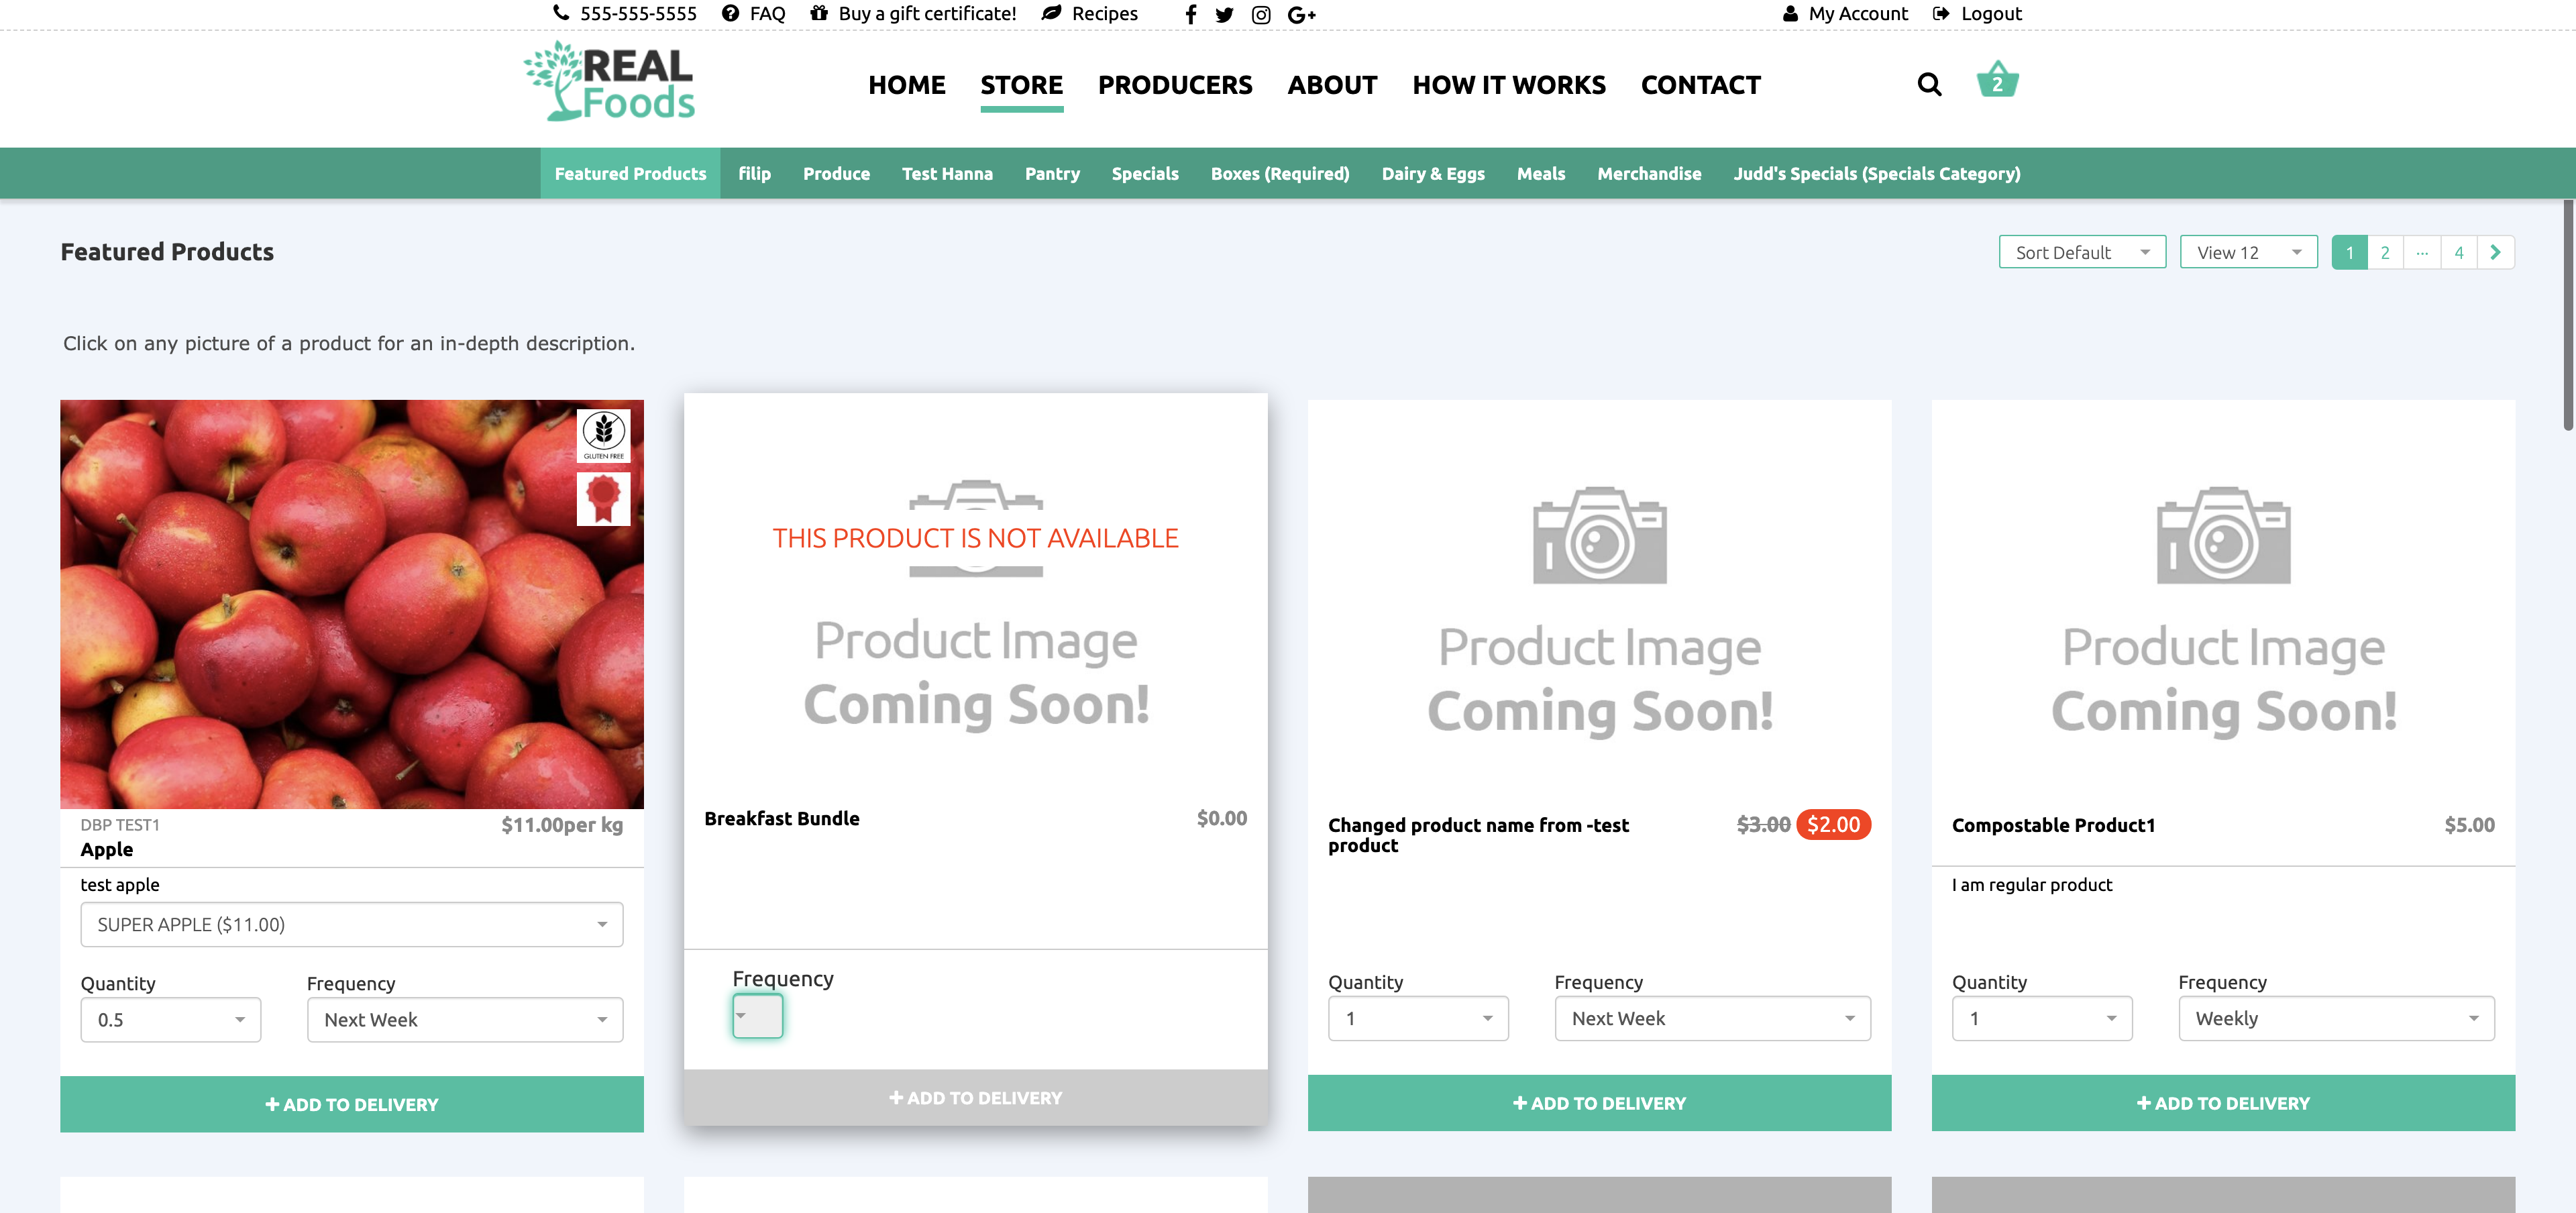 555-555-5555 FAQ Buy a gift certificate! Recipes My Account Logout
REAL
Foods
HOME STORE PRODUCERS ABOUT HOW IT WORKS CONTACT 2
Featured Products filip Produce Test Hanna Pantry Specials Boxes (Required) Dairy & Eggs Meals Merchandise Judd's Specials (Specials Category)
Featured Products Sort Default View 12 1 2 ... 4
Click on any picture of a product for an in-depth description.
GLUTEN FREE
DBP TEST1 $11.00per kg
Apple
test apple
SUPER APPLE ($11.00)
Quantity Frequency
0.5 Next Week
+ ADD TO DELIVERY
THIS PRODUCT IS NOT AVAILABLE
Product Image
Coming Soon!
Breakfast Bundle $0.00
Frequency
+ ADD TO DELIVERY
Product Image
Coming Soon!
Changed product name from -test $3.00 $2.00
product
Quantity Frequency
1 Next Week
+ ADD TO DELIVERY
Product Image
Coming Soon!
Compostable Product1 $5.00
I am regular product
Quantity Frequency
1 Weekly
+ ADD TO DELIVERY